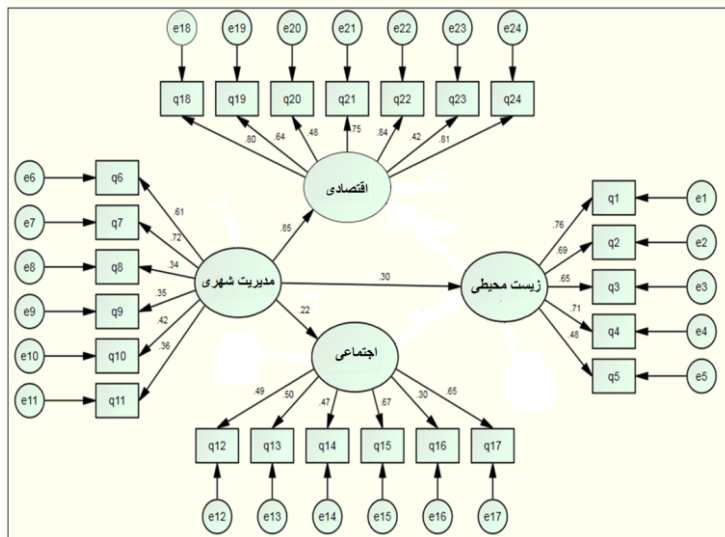 e18 e19 e20 e21 e22 e23 e24
q18 q19 q20 q21 q22 q23 q24
.80 .64 .48 .75 .84 .42 .81
اقتصادی
e6 q6
e7 q7
e8 q8
e9 q9
e10 q10
e11 q11
.61
.72
.34
.35
.42
.36
مدیریت شهری
.85
.30
.22
زیست محیطی
.76
.69
.65
.71
.48
q1 e1
q2 e2
q3 e3
q4 e4
q5 e5
اجتماعی
.49 .50 .47 .67 .30 .65
q12 q13 q14 q15 q16 q17
e12 e13 e14 e15 e16 e17